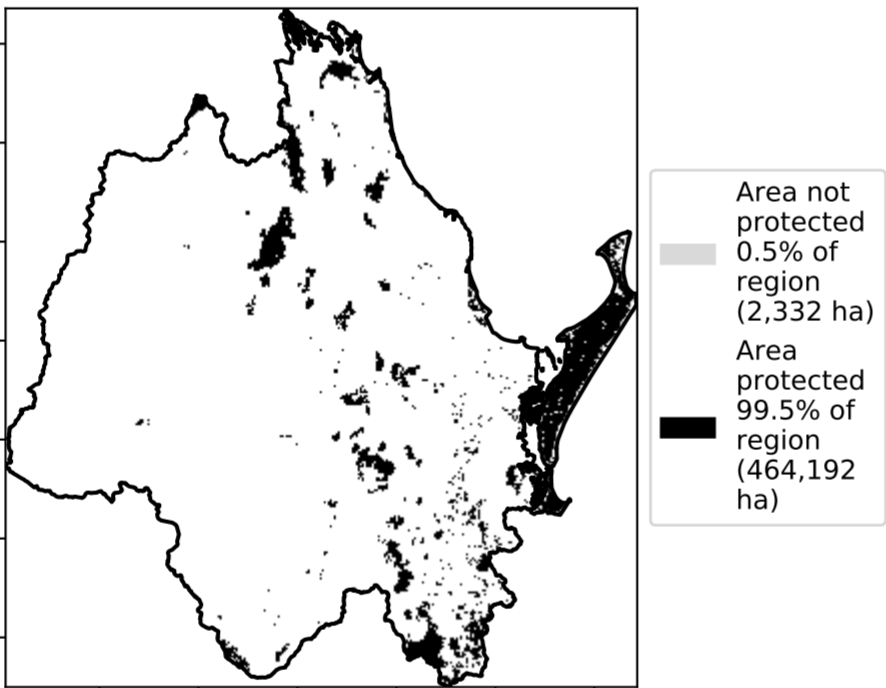 Area not
protected
0.5% of
region
(2,332 ha)
Area
protected
99.5% of
region
(464,192
ha)